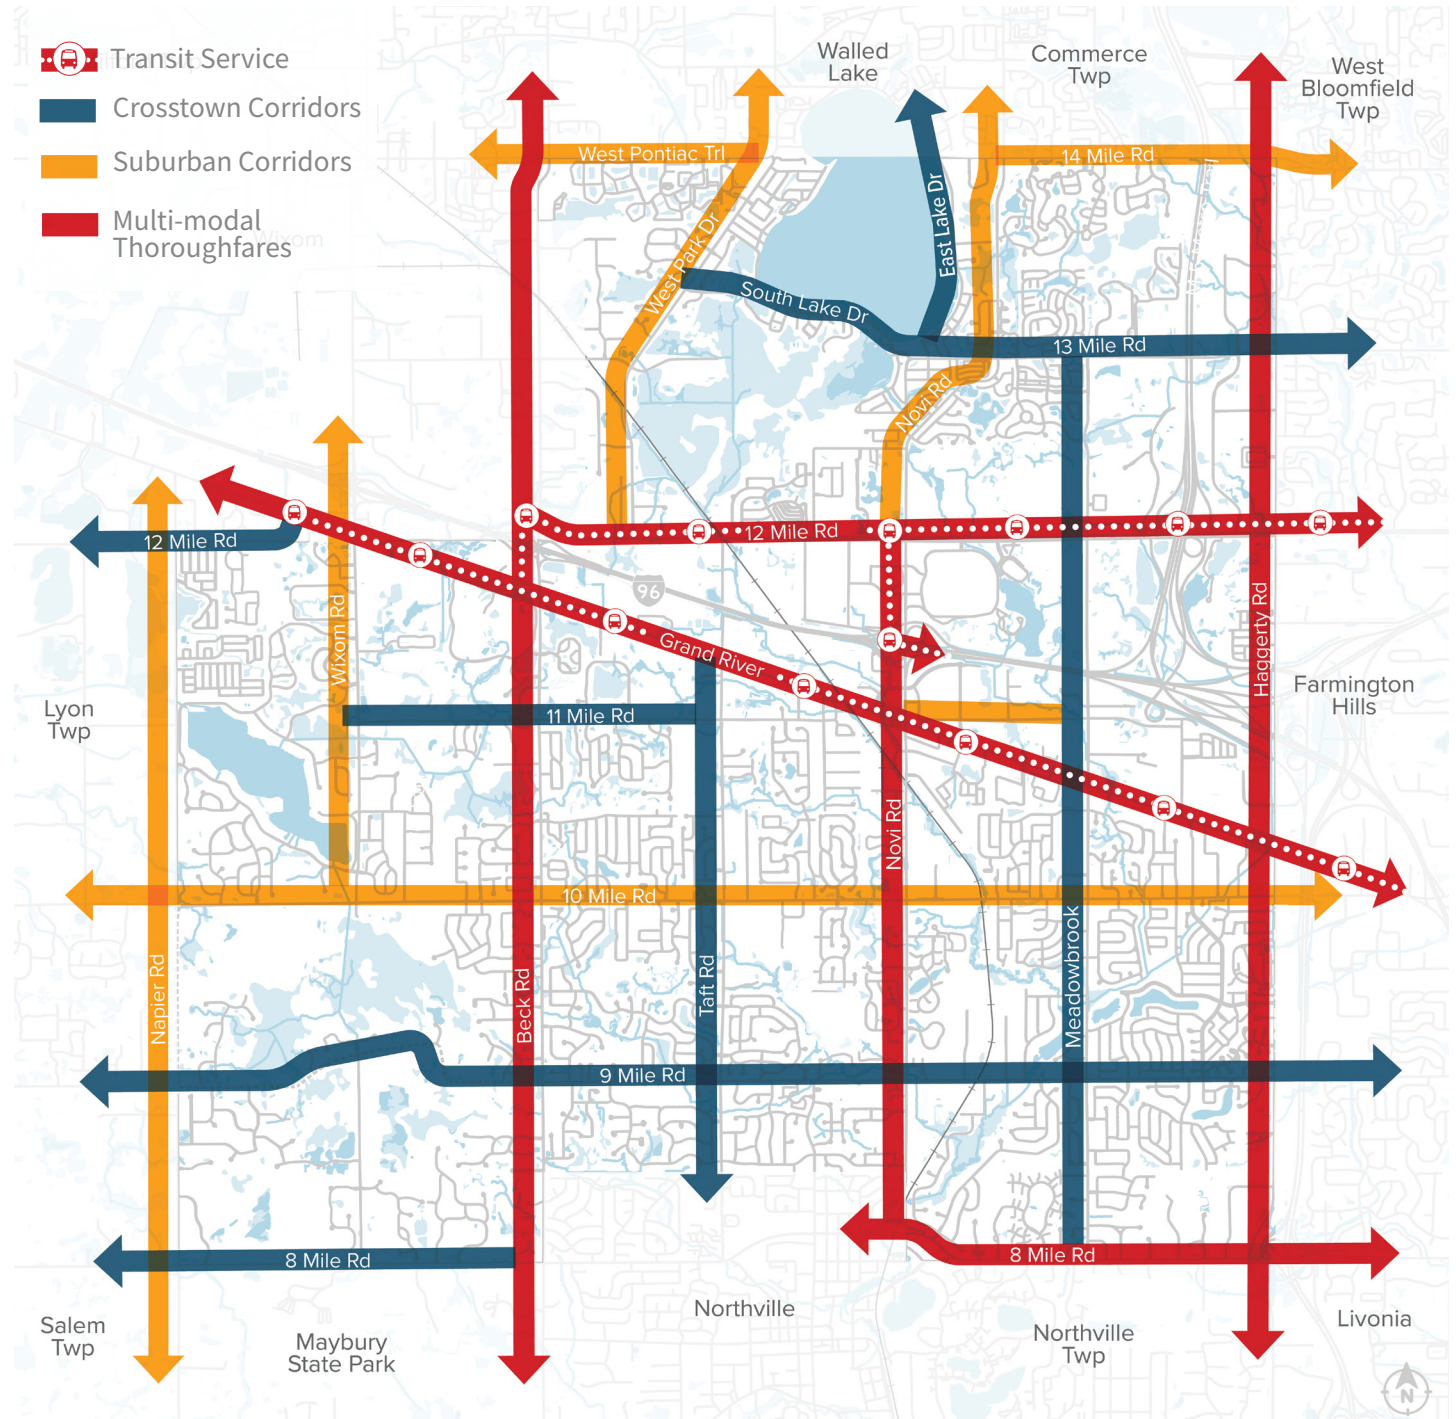 Transit Service
Crosstown Corridors
Suburban Corridors
Multi-modal
Thoroughfares
Wixom
Walled
Lake
Commerce
Twp
West
Bloomfield
Twp
West Pontiac Trl
14 Mile Rd
West Park Dr
East Lake Dr
South Lake Dr
13 Mile Rd
Novi Rd
12 Mile Rd
12 Mile Rd
96
Wixom Rd
Grand River
Haggerty Rd
Lyon
Twp
11 Mile Rd
Farmington
Hills
Novi Rd
10 Mile Rd
Napier Rd
Beck Rd
Taft Rd
Meadowbrook
9 Mile Rd
8 Mile Rd
8 Mile Rd
Salem
Twp
Maybury
State Park
Northville
Northville
Twp
Livonia
N